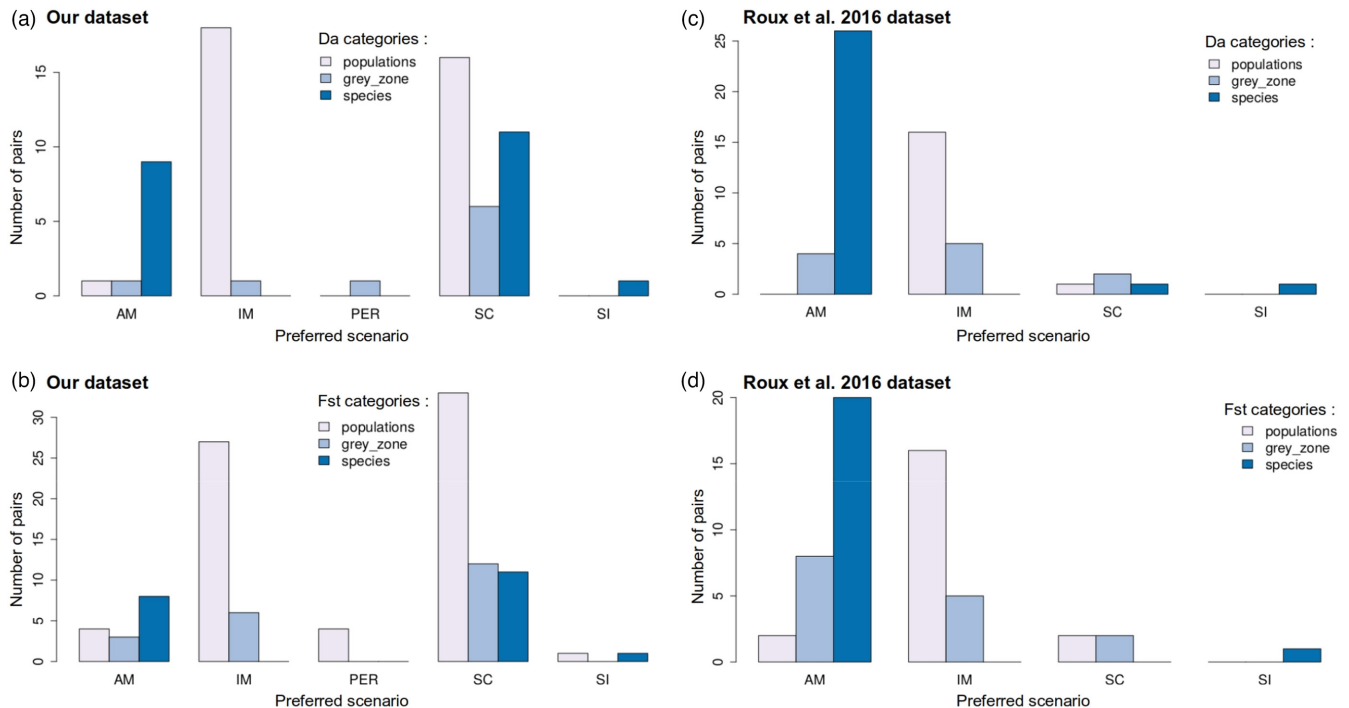 (a) Our dataset
Da categories :
populations
grey_zone
species
Number of pairs
15
10
5
0
AM IM PER SC SI
Preferred scenario
(c) Roux et al. 2016 dataset
Da categories :
populations
grey_zone
species
Number of pairs
25
20
15
10
5
0
AM IM SC SI
Preferred scenario
(b) Our dataset
Fst categories :
populations
grey_zone
species
Number of pairs
30
25
20
15
10
5
0
AM IM PER SC SI
Preferred scenario
(d) Roux et al. 2016 dataset
Fst categories :
populations
grey_zone
species
Number of pairs
20
15
10
5
0
AM IM SC SI
Preferred scenario